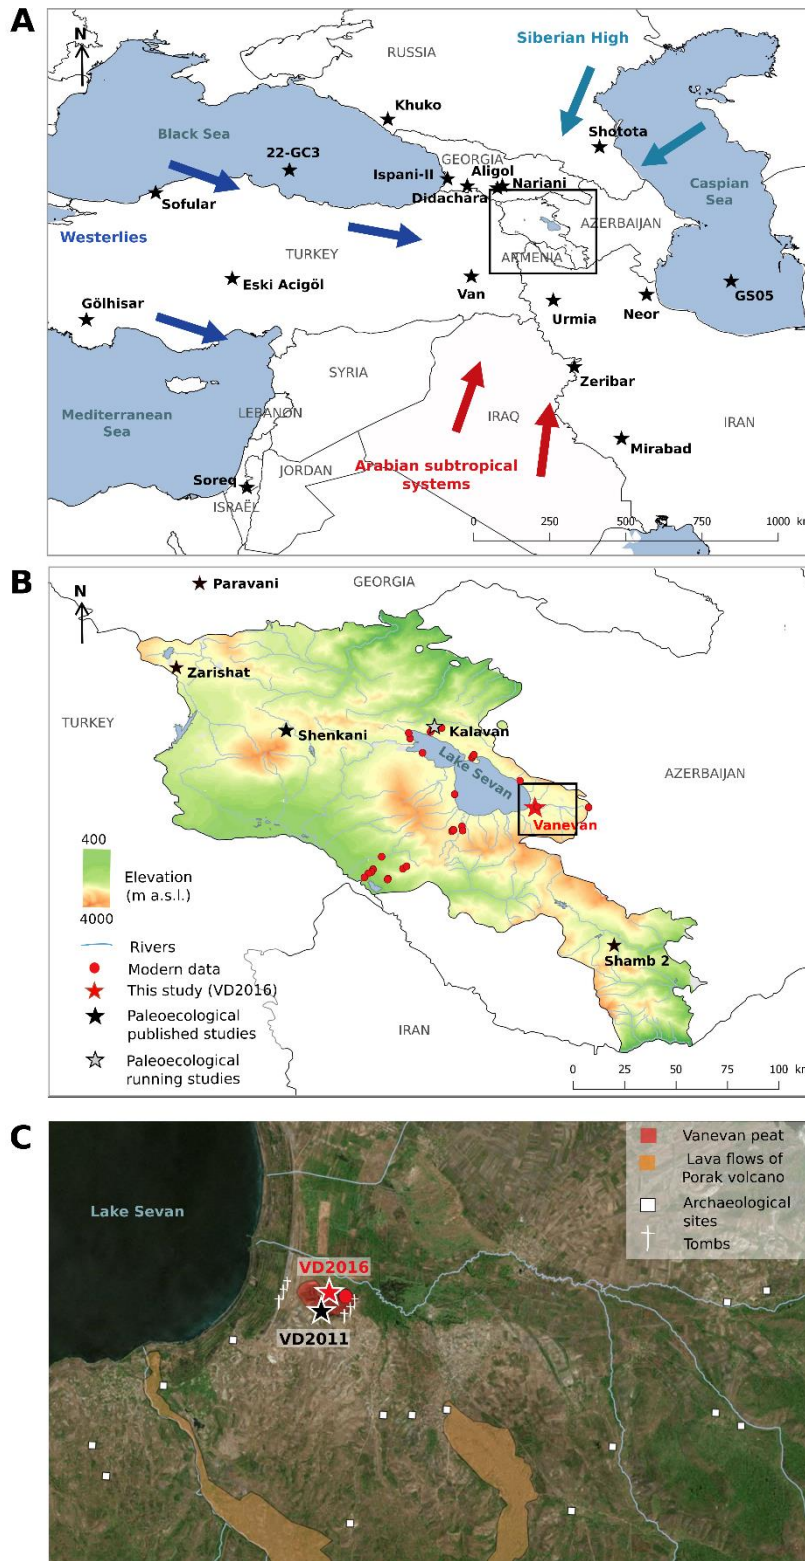 A
N
RUSSIA
Siberian High
Khuko
Black Sea
Shotota
22-GC3
GEORGIA
Ispani-II
Aligol
Nariani
Didachara
Caspian
Sea
Sofular
AZERBAIJAN
Westerlies
TURKEY
ARMENIA
Eski Acigöl
Van
GS05
Gölhisar
Urmia
Neor
SYRIA
Zeribar
Mediterranean
Sea
LEBANON
IRAQ
IRAN
Mirabad
Arabian subtropical
systems
Soreq
JORDAN
ISRAËL
0 250 500 750 1000 km
B
Paravani
GEORGIA
N
Zarishat
TURKEY
Shenkani
Kalavan
Lake Sevan
AZERBAIJAN
Vanevan
400
Elevation
(m a.s.l.)
4000
Rivers
Modern data
Shamb 2
This study (VD2016)
Paleoecological
published studies
IRAN
Paleoecological
running studies
0 25 50 75 100 km
C
Vanevan peat
Lava flows of
Porak volcano
Archaeological
sites
Tombs
Lake Sevan
VD2016
VD2011